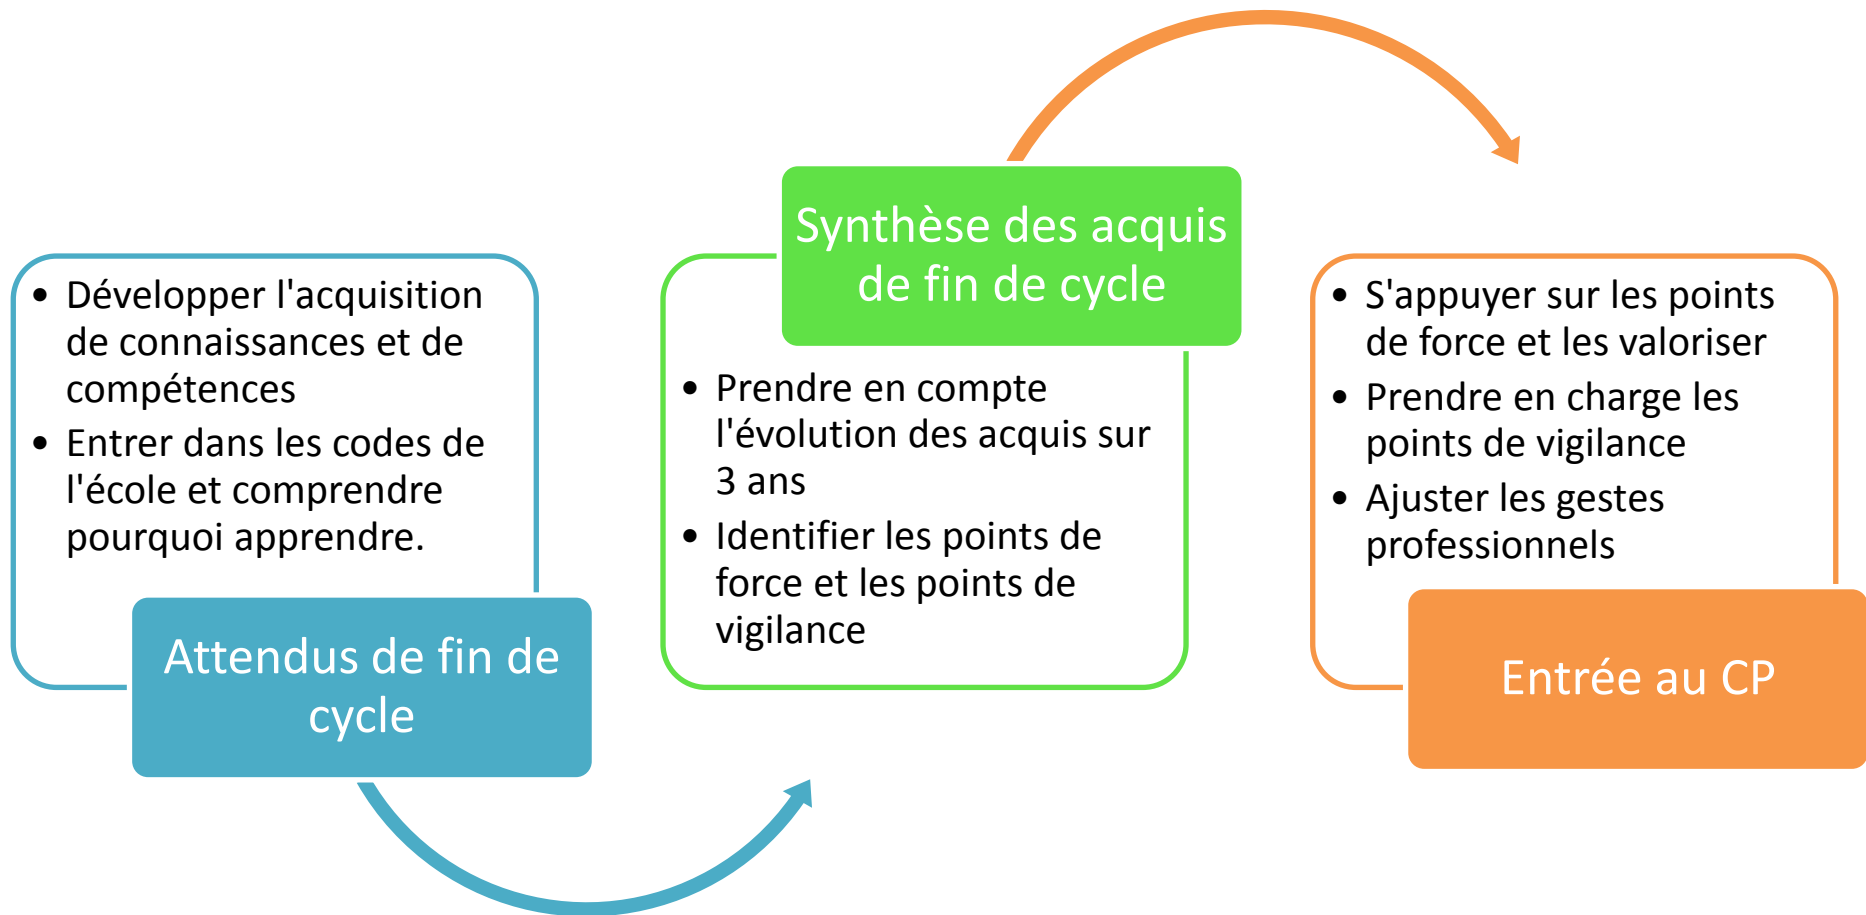 • Développer l'acquisition
de connaissances et de
compétences
• Entrer dans les codes de
l'école et comprendre
pourquoi apprendre.
Attendus de fin de
cycle
Synthèse des acquis
de fin de cycle
• Prendre en compte
l'évolution des acquis sur
3 ans
• Identifier les points de
force et les points de
vigilance
• S'appuyer sur les points
de force et les valoriser
• Prendre en charge les
points de vigilance
• Ajuster les gestes
professionnels
Entrée au CP